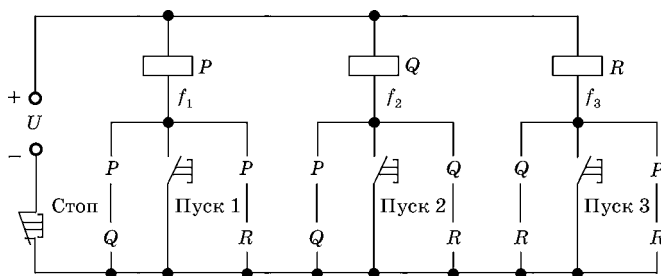 P Q R
+ f₁ f₂ f₃
U
−
P P P Q Q P
Стоп Пуск 1 Пуск 2 Пуск 3
Q R Q R R R